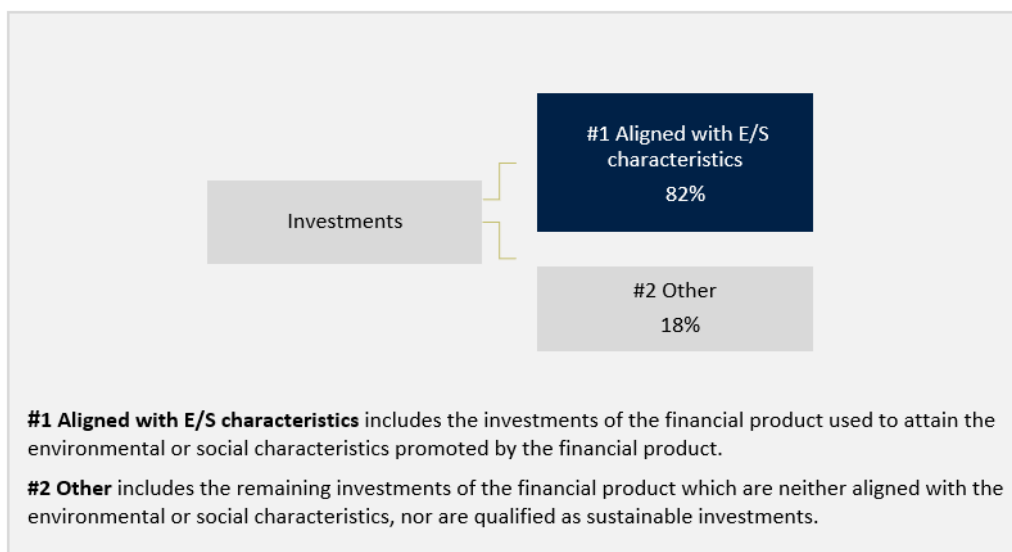 #1 Aligned with E/S
characteristics
82%
Investments
#2 Other
18%
#1 Aligned with E/S characteristics includes the investments of the financial product used to attain the
environmental or social characteristics promoted by the financial product.
#2 Other includes the remaining investments of the financial product which are neither aligned with the
environmental or social characteristics, nor are qualified as sustainable investments.